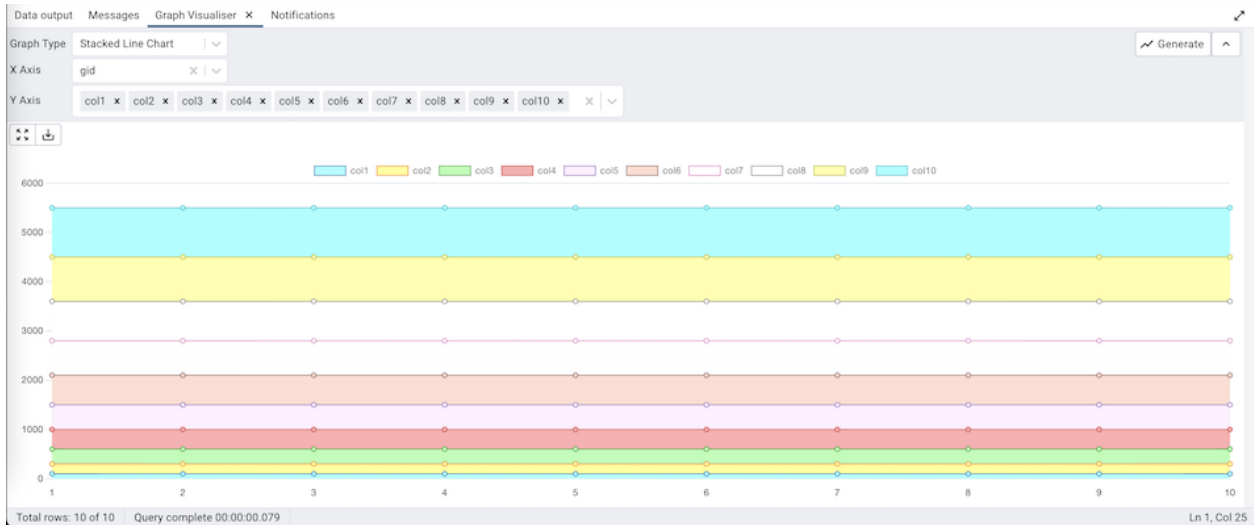 Data output Messages Graph Visualiser × Notifications
Graph Type Stacked Line Chart Generate
X Axis gid
Y Axis col1 × col2 × col3 × col4 × col5 × col6 × col7 × col8 × col9 × col10 ×
col1 col2 col3 col4 col5 col6 col7 col8 col9 col10
6000
5000
4000
3000
2000
1000
0
1 2 3 4 5 6 7 8 9 10
Total rows: 10 of 10 Query complete 00:00:00.079 Ln 1, Col 25